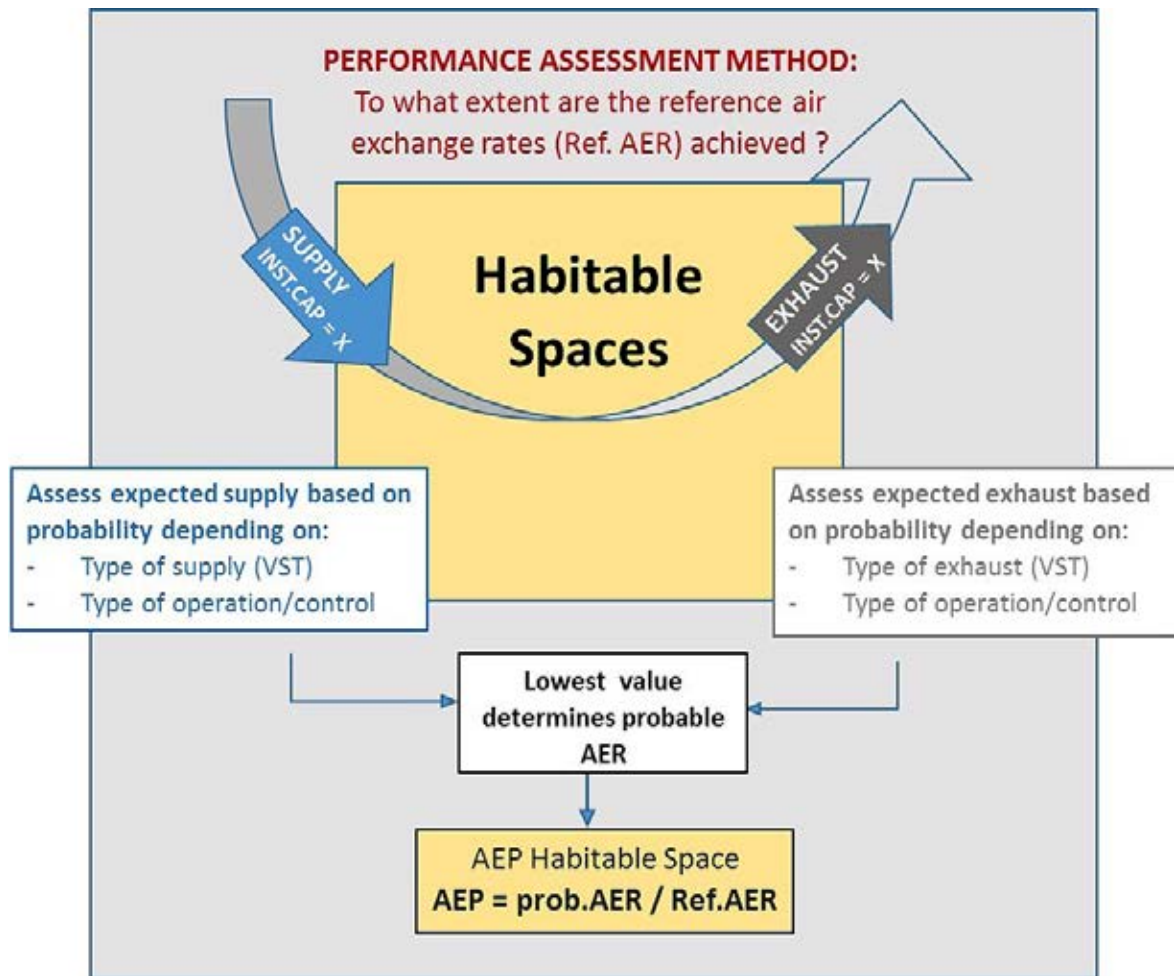 PERFORMANCE ASSESSMENT METHOD:
To what extent are the reference air
exchange rates (Ref. AER) achieved ?
SUPPLY
INST.CAP = X
Habitable
Spaces
EXHAUST
INST.CAP = X
Assess expected supply based on
probability depending on:
- Type of supply (VST)
- Type of operation/control
Assess expected exhaust based
on probability depending on:
- Type of exhaust (VST)
- Type of operation/control
Lowest value
determines probable
AER
AEP Habitable Space
AEP = prob.AER / Ref.AER